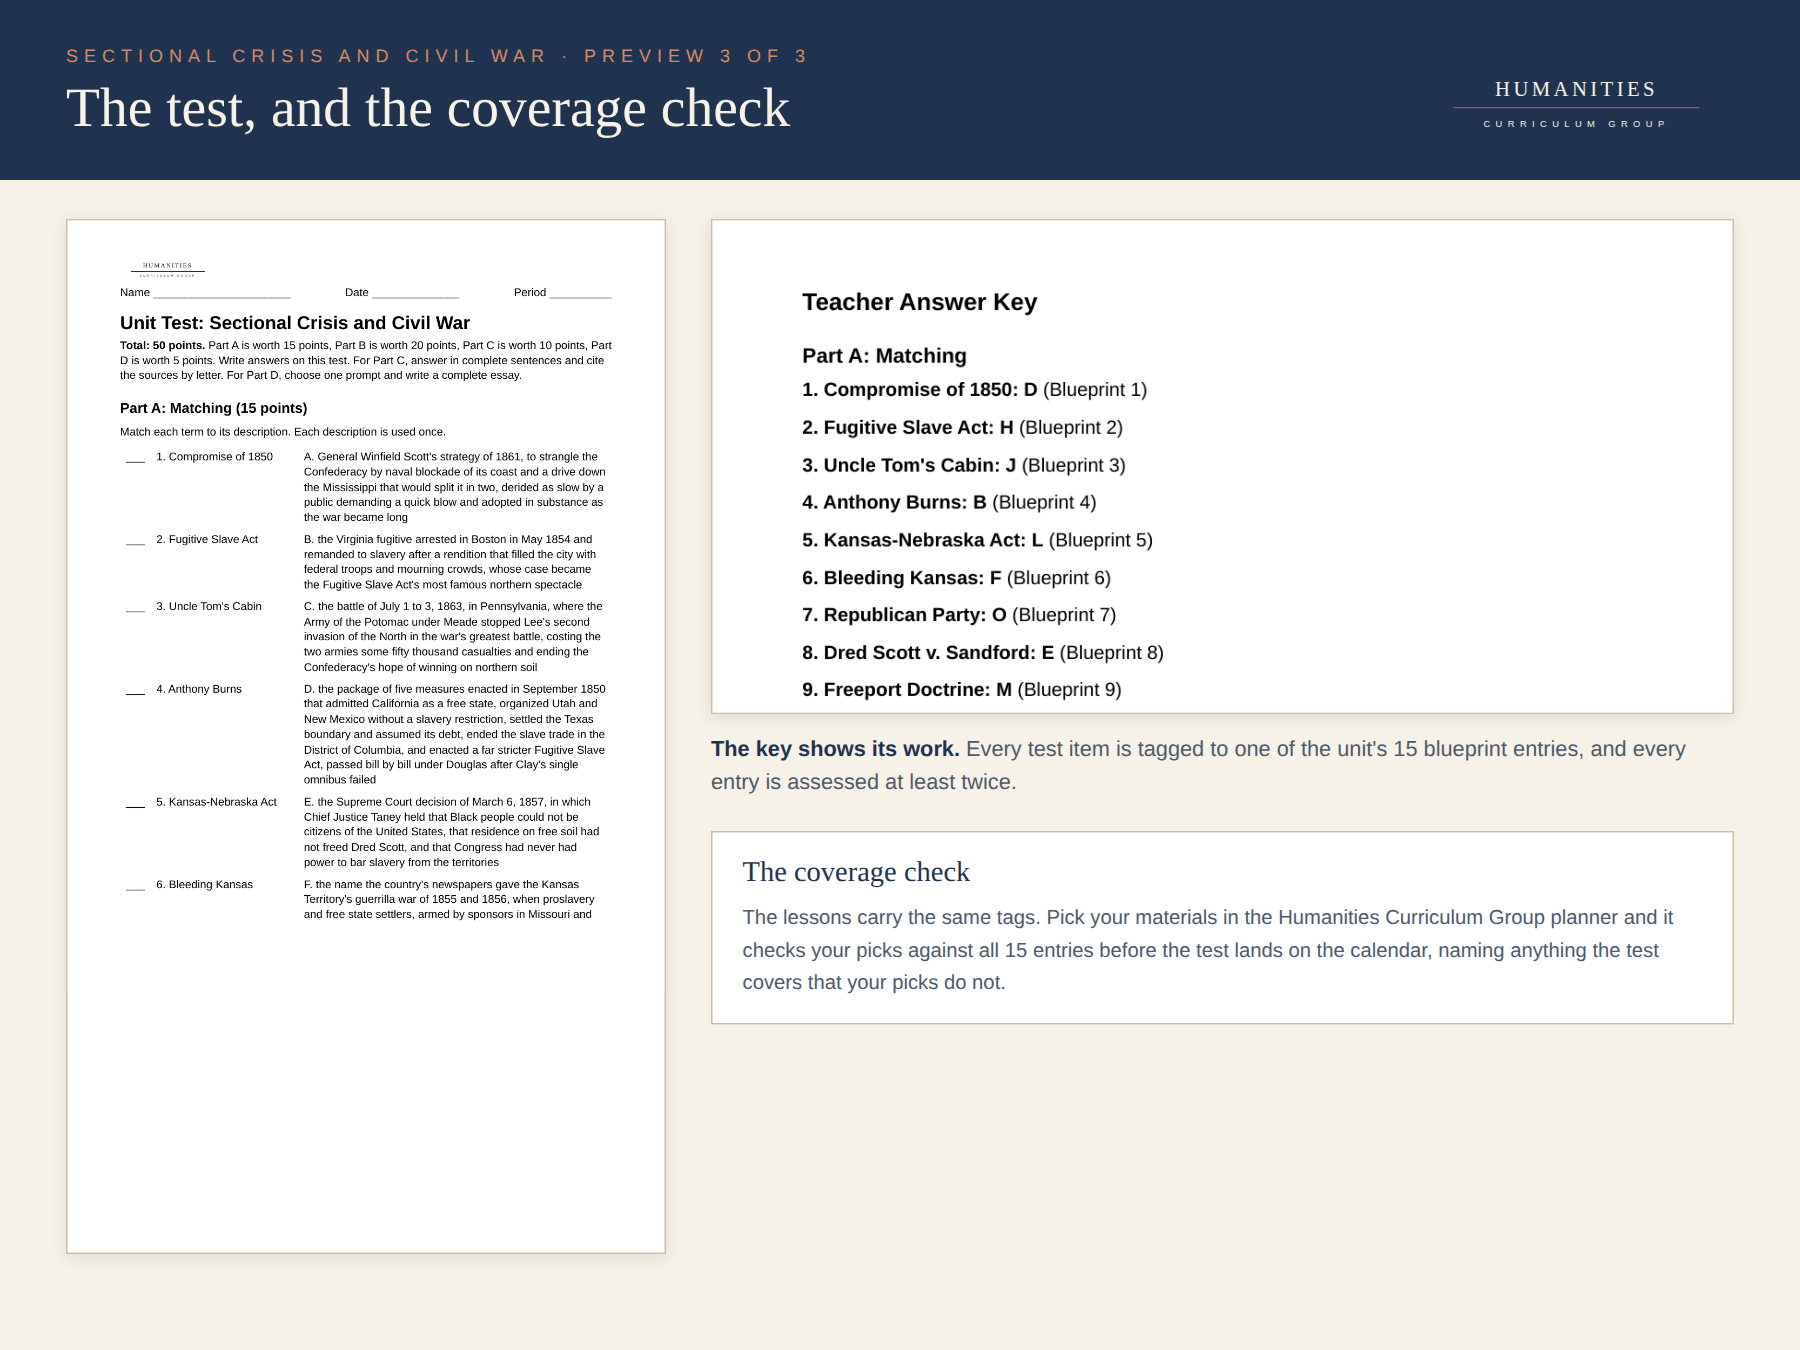 SECTIONAL CRISIS AND CIVIL WAR · PREVIEW 3 OF 3
The test, and the coverage check
HUMANITIES
CURRICULUM GROUP
HUMANITIES
CURRICULUM GROUP
Name ______________________ Date ______________ Period __________
Unit Test: Sectional Crisis and Civil War
Total: 50 points. Part A is worth 15 points, Part B is worth 20 points, Part C is worth 10 points, Part
D is worth 5 points. Write answers on this test. For Part C, answer in complete sentences and cite
the sources by letter. For Part D, choose one prompt and write a complete essay.
Part A: Matching (15 points)
Match each term to its description. Each description is used once.
___ 1. Compromise of 1850
A. General Winfield Scott's strategy of 1861, to strangle the
Confederacy by naval blockade of its coast and a drive down
the Mississippi that would split it in two, derided as slow by a
public demanding a quick blow and adopted in substance as
the war became long
___ 2. Fugitive Slave Act
B. the Virginia fugitive arrested in Boston in May 1854 and
remanded to slavery after a rendition that filled the city with
federal troops and mourning crowds, whose case became
the Fugitive Slave Act's most famous northern spectacle
___ 3. Uncle Tom's Cabin
C. the battle of July 1 to 3, 1863, in Pennsylvania, where the
Army of the Potomac under Meade stopped Lee's second
invasion of the North in the war's greatest battle, costing the
two armies some fifty thousand casualties and ending the
Confederacy's hope of winning on northern soil
___ 4. Anthony Burns
D. the package of five measures enacted in September 1850
that admitted California as a free state, organized Utah and
New Mexico without a slavery restriction, settled the Texas
boundary and assumed its debt, ended the slave trade in the
District of Columbia, and enacted a far stricter Fugitive Slave
Act, passed bill by bill under Douglas after Clay's single
omnibus failed
___ 5. Kansas-Nebraska Act
E. the Supreme Court decision of March 6, 1857, in which
Chief Justice Taney held that Black people could not be
citizens of the United States, that residence on free soil had
not freed Dred Scott, and that Congress had never had
power to bar slavery from the territories
___ 6. Bleeding Kansas
F. the name the country's newspapers gave the Kansas
Territory's guerrilla war of 1855 and 1856, when proslavery
and free state settlers, armed by sponsors in Missouri and
Teacher Answer Key
Part A: Matching
1. Compromise of 1850: D (Blueprint 1)
2. Fugitive Slave Act: H (Blueprint 2)
3. Uncle Tom's Cabin: J (Blueprint 3)
4. Anthony Burns: B (Blueprint 4)
5. Kansas-Nebraska Act: L (Blueprint 5)
6. Bleeding Kansas: F (Blueprint 6)
7. Republican Party: O (Blueprint 7)
8. Dred Scott v. Sandford: E (Blueprint 8)
9. Freeport Doctrine: M (Blueprint 9)
The key shows its work. Every test item is tagged to one of the unit's 15 blueprint entries, and every
entry is assessed at least twice.
The coverage check
The lessons carry the same tags. Pick your materials in the Humanities Curriculum Group planner and it
checks your picks against all 15 entries before the test lands on the calendar, naming anything the test
covers that your picks do not.